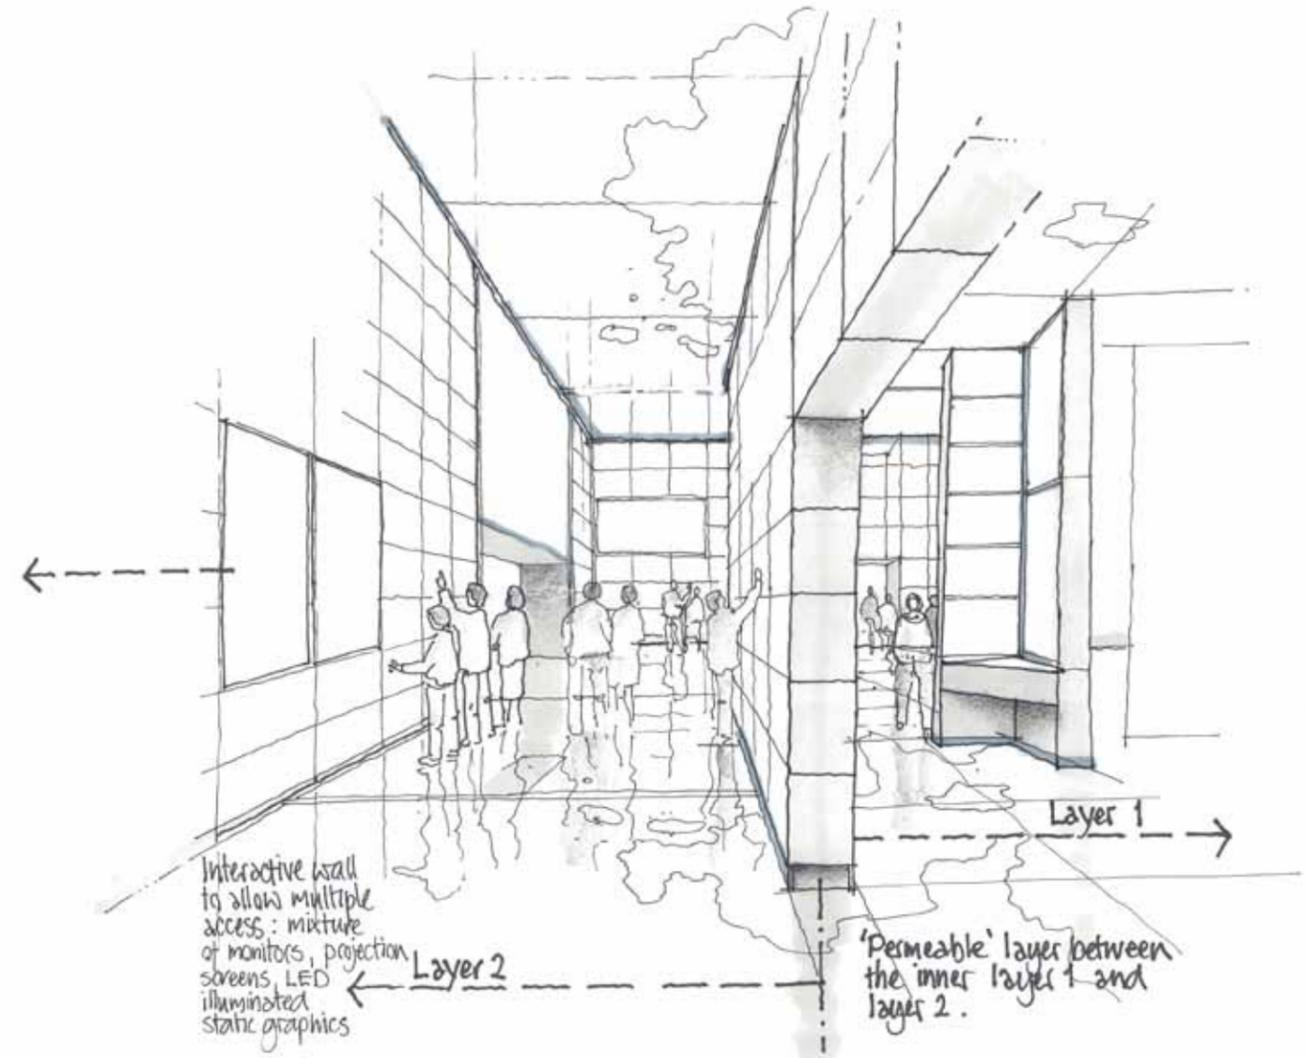 Layer 1
Interactive wall
to allow multiple
access : mixture
of monitors, projection
screens, LED
illuminated
static graphics
Layer 2
'Permeable' layer between
the inner layer 1 and
layer 2 .